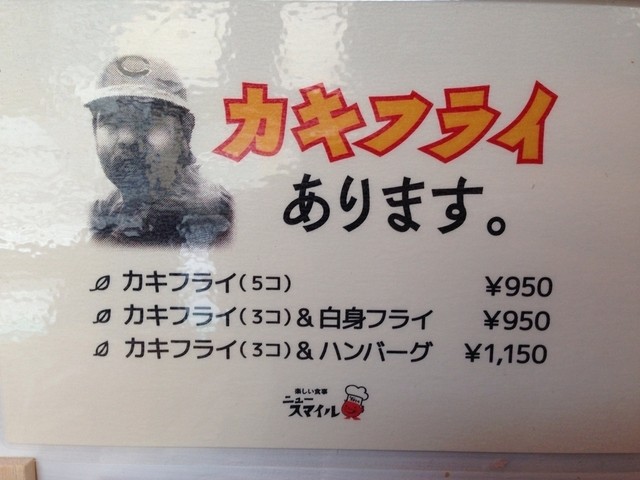 C
カキフライ
あります。
カキフライ(5コ) ¥950
カキフライ(3コ)&白身フライ ¥950
カキフライ(3コ)&ハンバーグ ¥1,150
楽しい食事
ニュー
スマイル